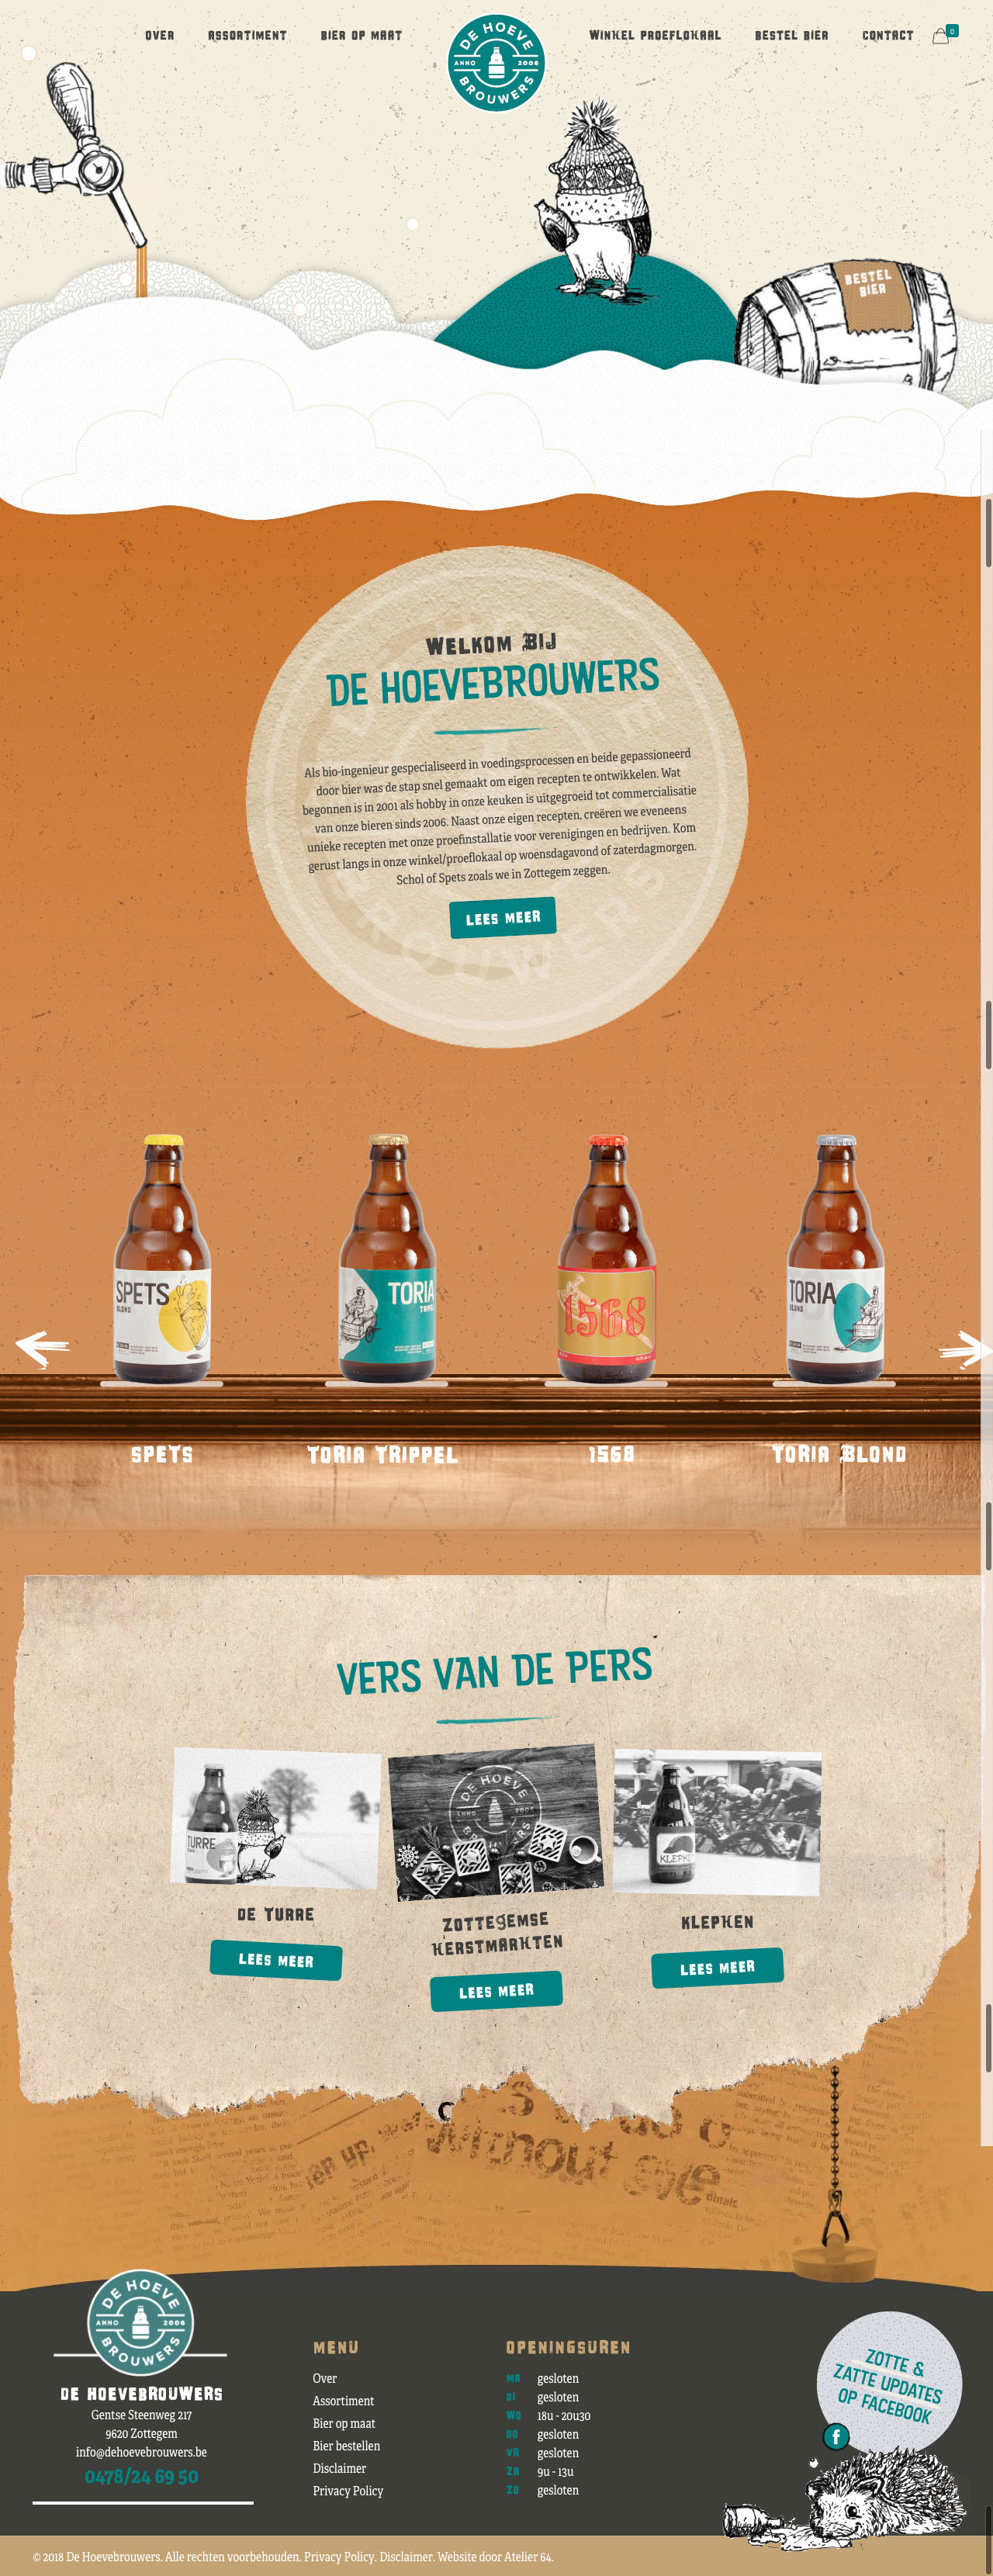 OVER
ASSORTIMENT
BIER OP MAAT
DE HOEVE
ANNO 2006
BROUWERS
WINKEL PROEFLOKAAL
BESTEL BIER
CONTACT
0
BESTEL
BIER
WELKOM BIJ
DE HOEVEBROUWERS
Als bio-ingenieur gespecialiseerd in voedingsprocessen en beide gepassioneerd
door bier was de stap snel gemaakt om eigen recepten te ontwikkelen. Wat
begonnen is in 2001 als hobby in onze keuken is uitgegroeid tot commercialisatie
van onze bieren sinds 2006. Naast onze eigen recepten, creëren we eveneens
unieke recepten met onze proefinstallatie voor verenigingen en bedrijven. Kom
gerust langs in onze winkel/proeflokaal op woensdagavond of zaterdagmorgen.
Schol of Spets zoals we in Zottegem zeggen.
LEES MEER
SPETS
BLOND
TORIA
TRIPEL
1568
TORIA
BLOND
SPETS
TORIA TRIPPEL
1568
TORIA BLOND
VERS VAN DE PERS
TURRE
DE HOEVE
ANNO 2006
KLEPKE
DE TURRE
LEES MEER
ZOTTEGEMSE
KERSTMARKTEN
LEES MEER
KLEPKEN
LEES MEER
without
DE HOEVE
ANNO 2006
BROUWERS
DE HOEVEBROUWERS
Gentse Steenweg 217
9620 Zottegem
info@dehoevebrouwers.be
0478/24 69 50
MENU
Over
Assortiment
Bier op maat
Bier bestellen
Disclaimer
Privacy Policy
OPENINGSUREN
MA gesloten
DI gesloten
WO 18u - 20u30
DO gesloten
VR gesloten
ZA 9u - 13u
ZO gesloten
ZOTTE &
ZATTE UPDATES
OP FACEBOOK
f
© 2018 De Hoevebrouwers. Alle rechten voorbehouden. Privacy Policy. Disclaimer. Website door Atelier 64.